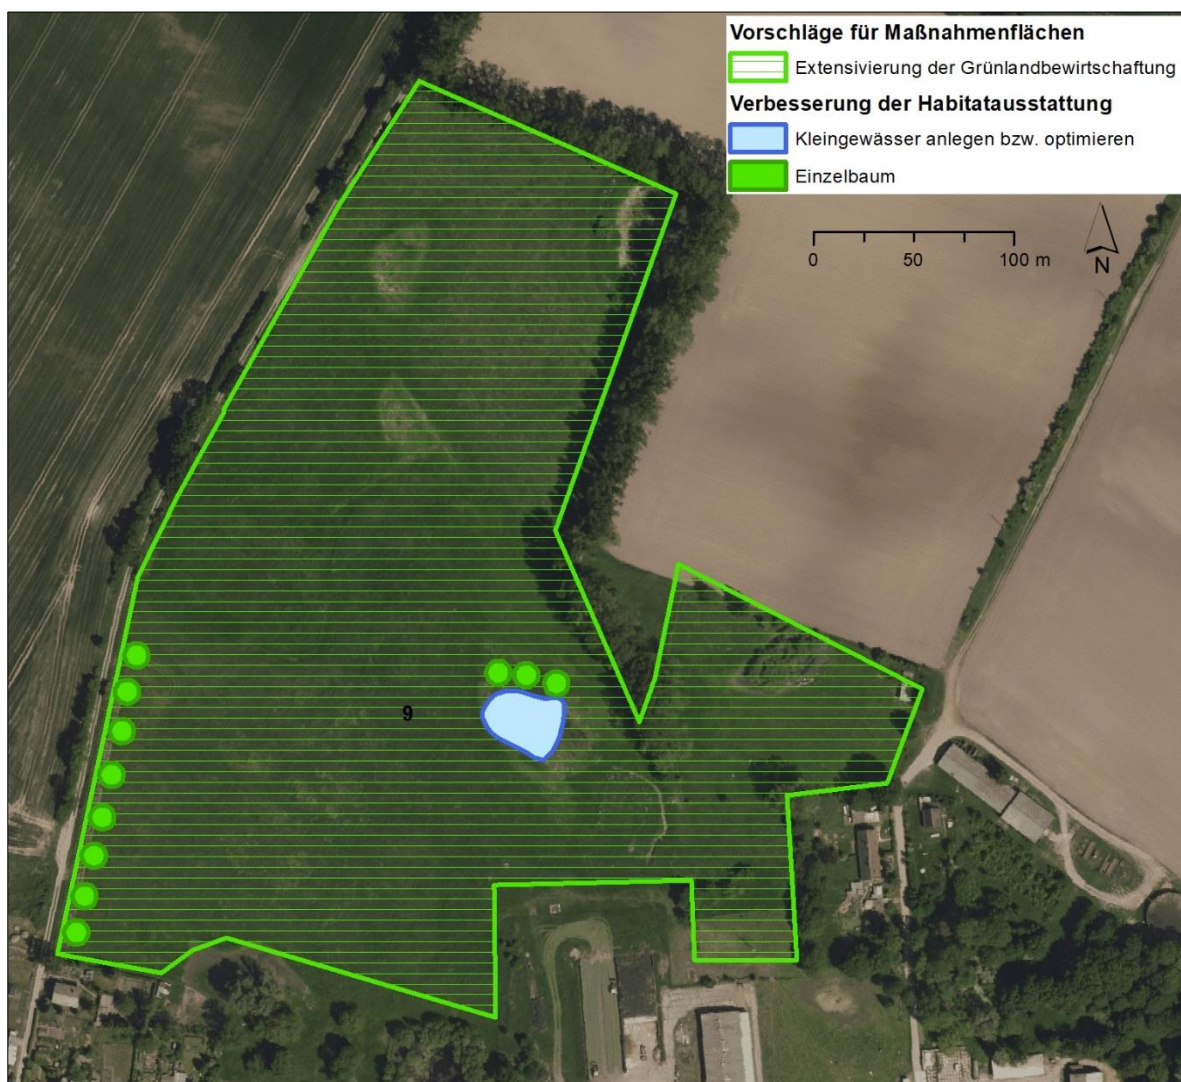 Vorschläge für Maßnahmenflächen
Extensivierung der Grünlandbewirtschaftung
Verbesserung der Habitatausstattung
Kleingewässer anlegen bzw. optimieren
Einzelbaum
0 50 100 m
N
9